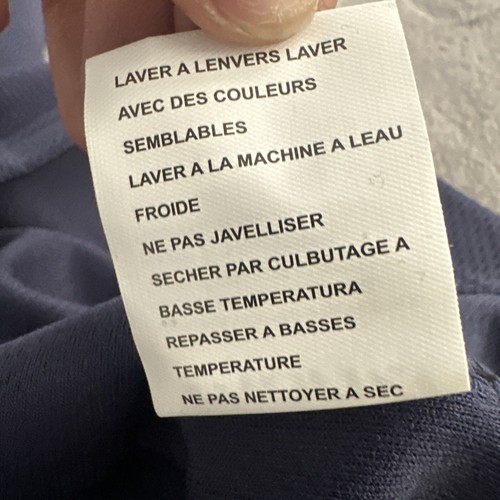 LAVER A LENVERS LAVER
AVEC DES COULEURS
SEMBLABLES
LAVER A LA MACHINE A LEAU
FROIDE
NE PAS JAVELLISER
SECHER PAR CULBUTAGE A
BASSE TEMPERATURA
REPASSER A BASSES
TEMPERATURE
NE PAS NETTOYER A SEC